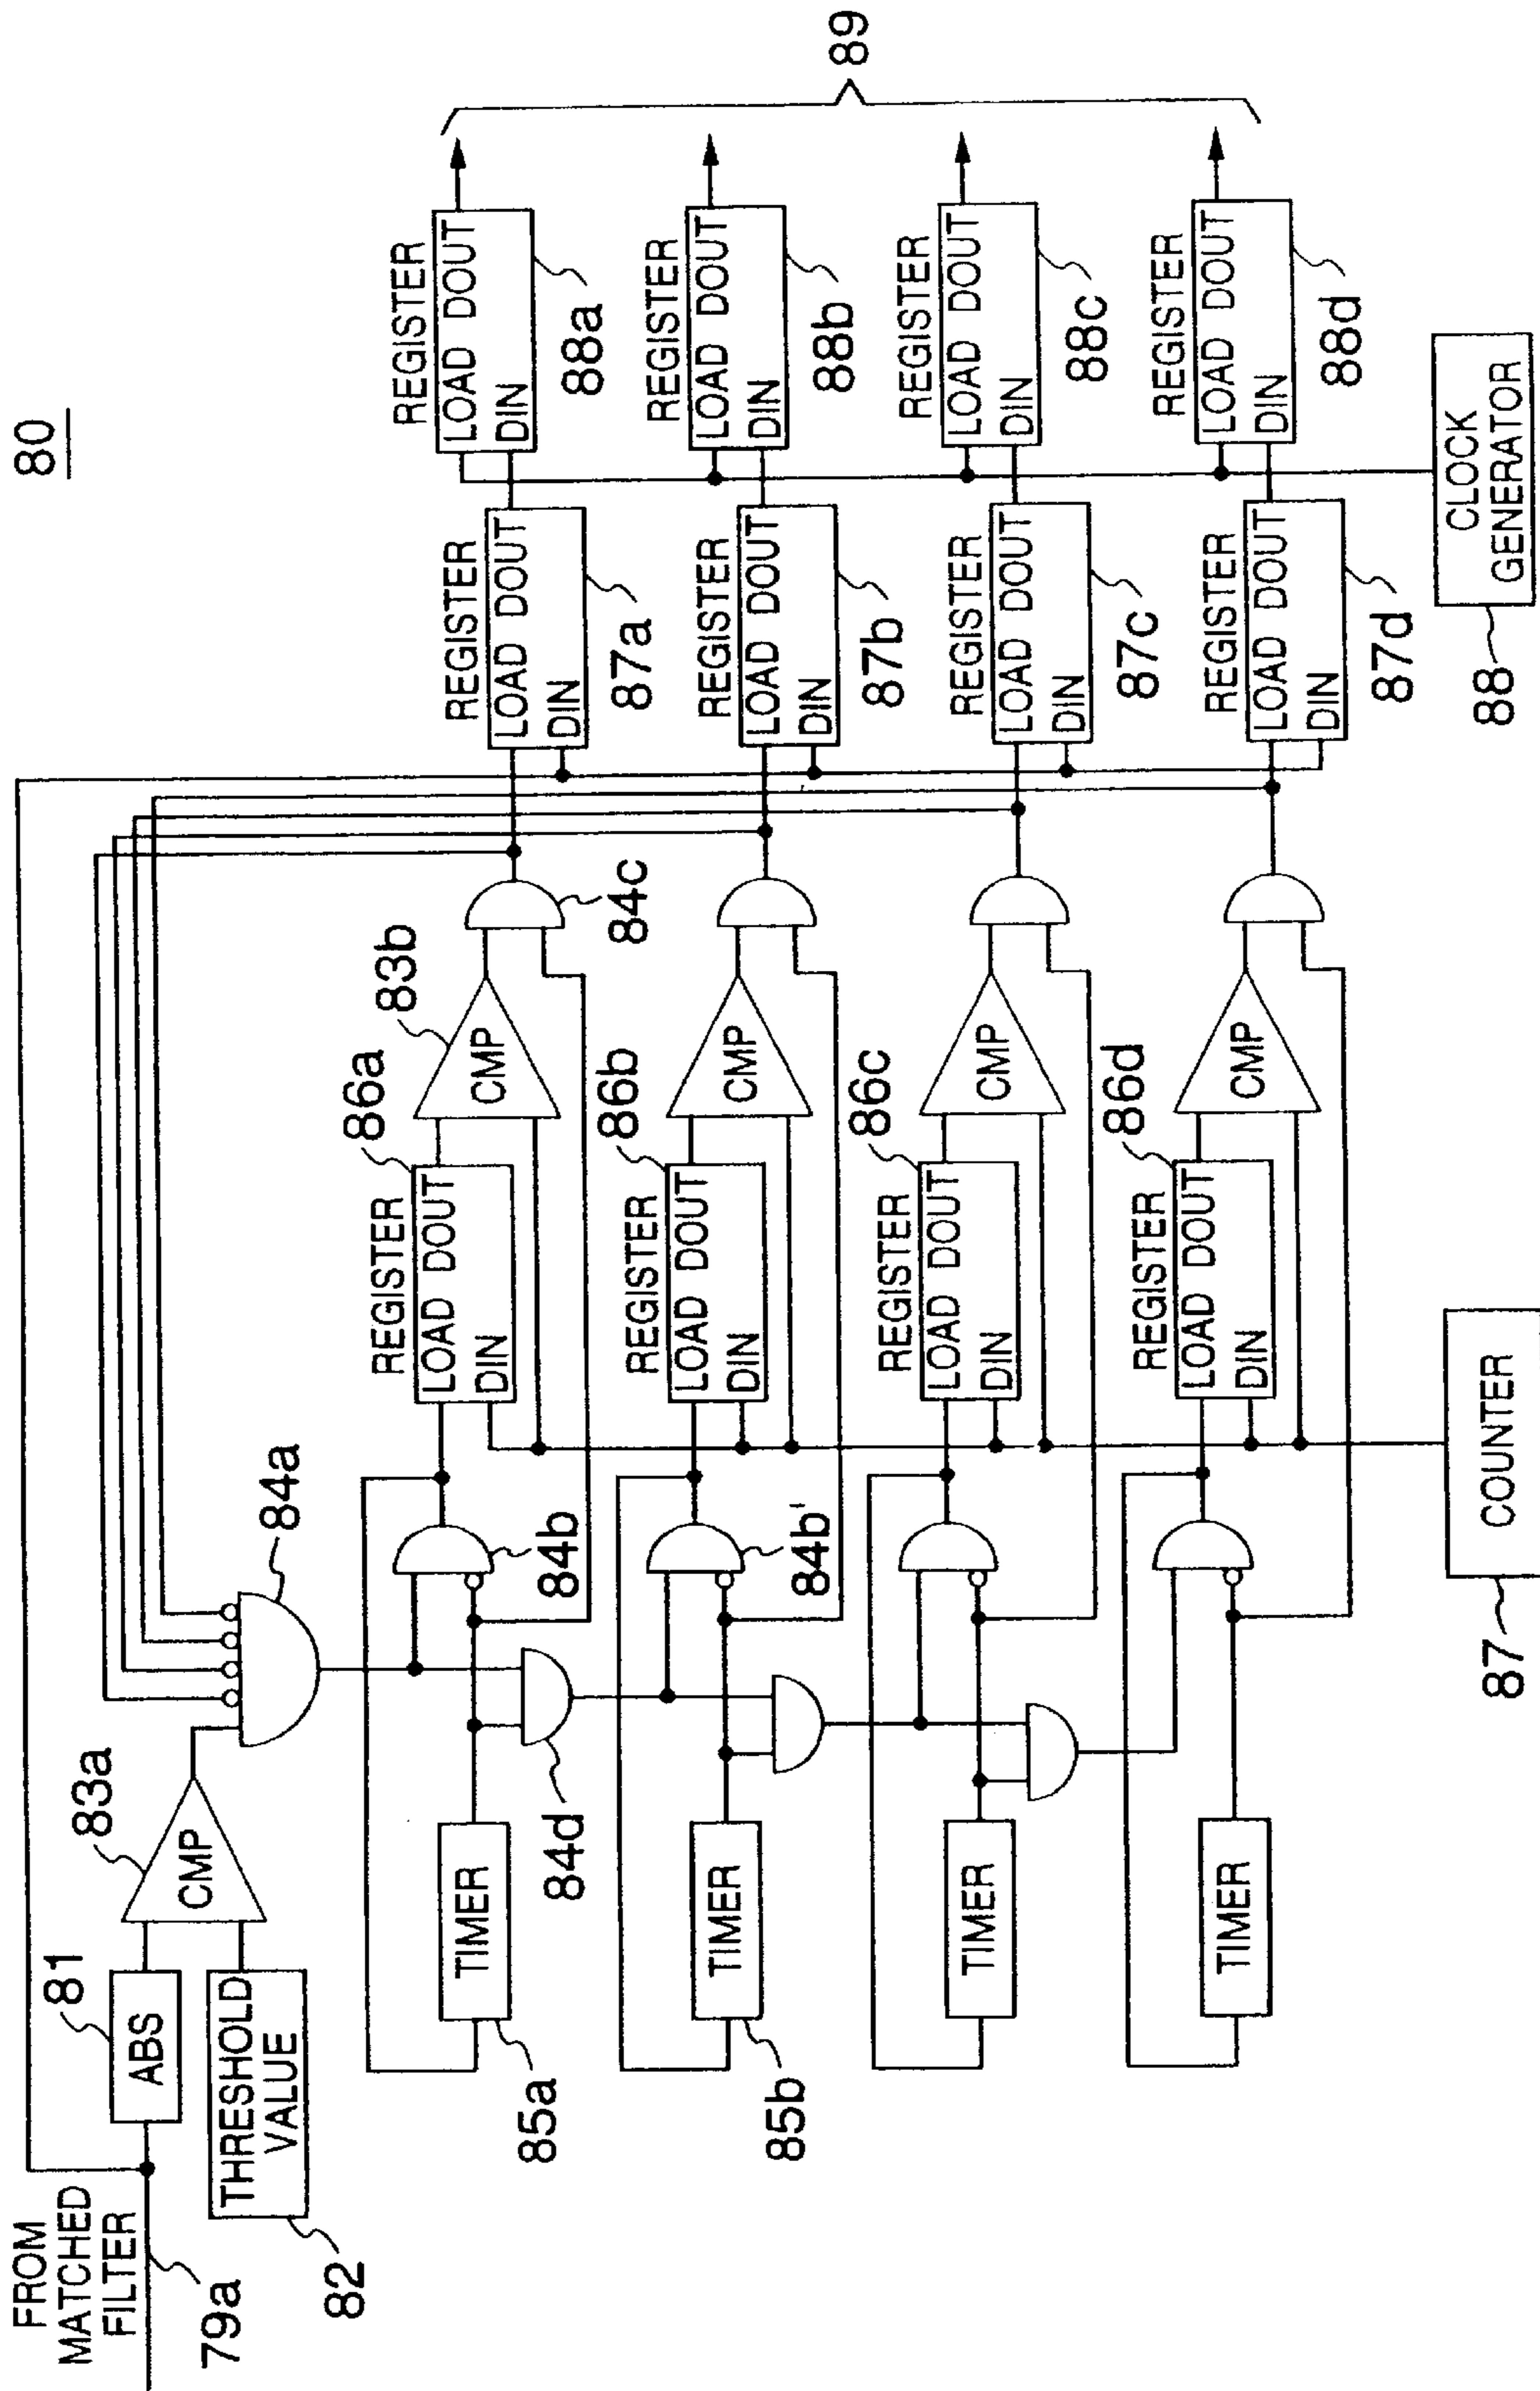 80
FROM
MATCHED
FILTER
79a
81
ABS
THRESHOLD
VALUE
82
83a
CMP
84a
89
TIMER
85a
84d
84b
REGISTER
LOAD DOUT
DIN
86a
83b
CMP
84c
REGISTER
LOAD DOUT
DIN
87a
REGISTER
LOAD DOUT
DIN
88a
TIMER
85b
84b'
REGISTER
LOAD DOUT
DIN
86b
CMP
REGISTER
LOAD DOUT
DIN
87b
REGISTER
LOAD DOUT
DIN
88b
TIMER
REGISTER
LOAD DOUT
DIN
86c
CMP
REGISTER
LOAD DOUT
DIN
87c
REGISTER
LOAD DOUT
DIN
88c
TIMER
REGISTER
LOAD DOUT
DIN
86d
CMP
REGISTER
LOAD DOUT
DIN
87d
REGISTER
LOAD DOUT
DIN
88d
COUNTER
87
CLOCK
GENERATOR
88